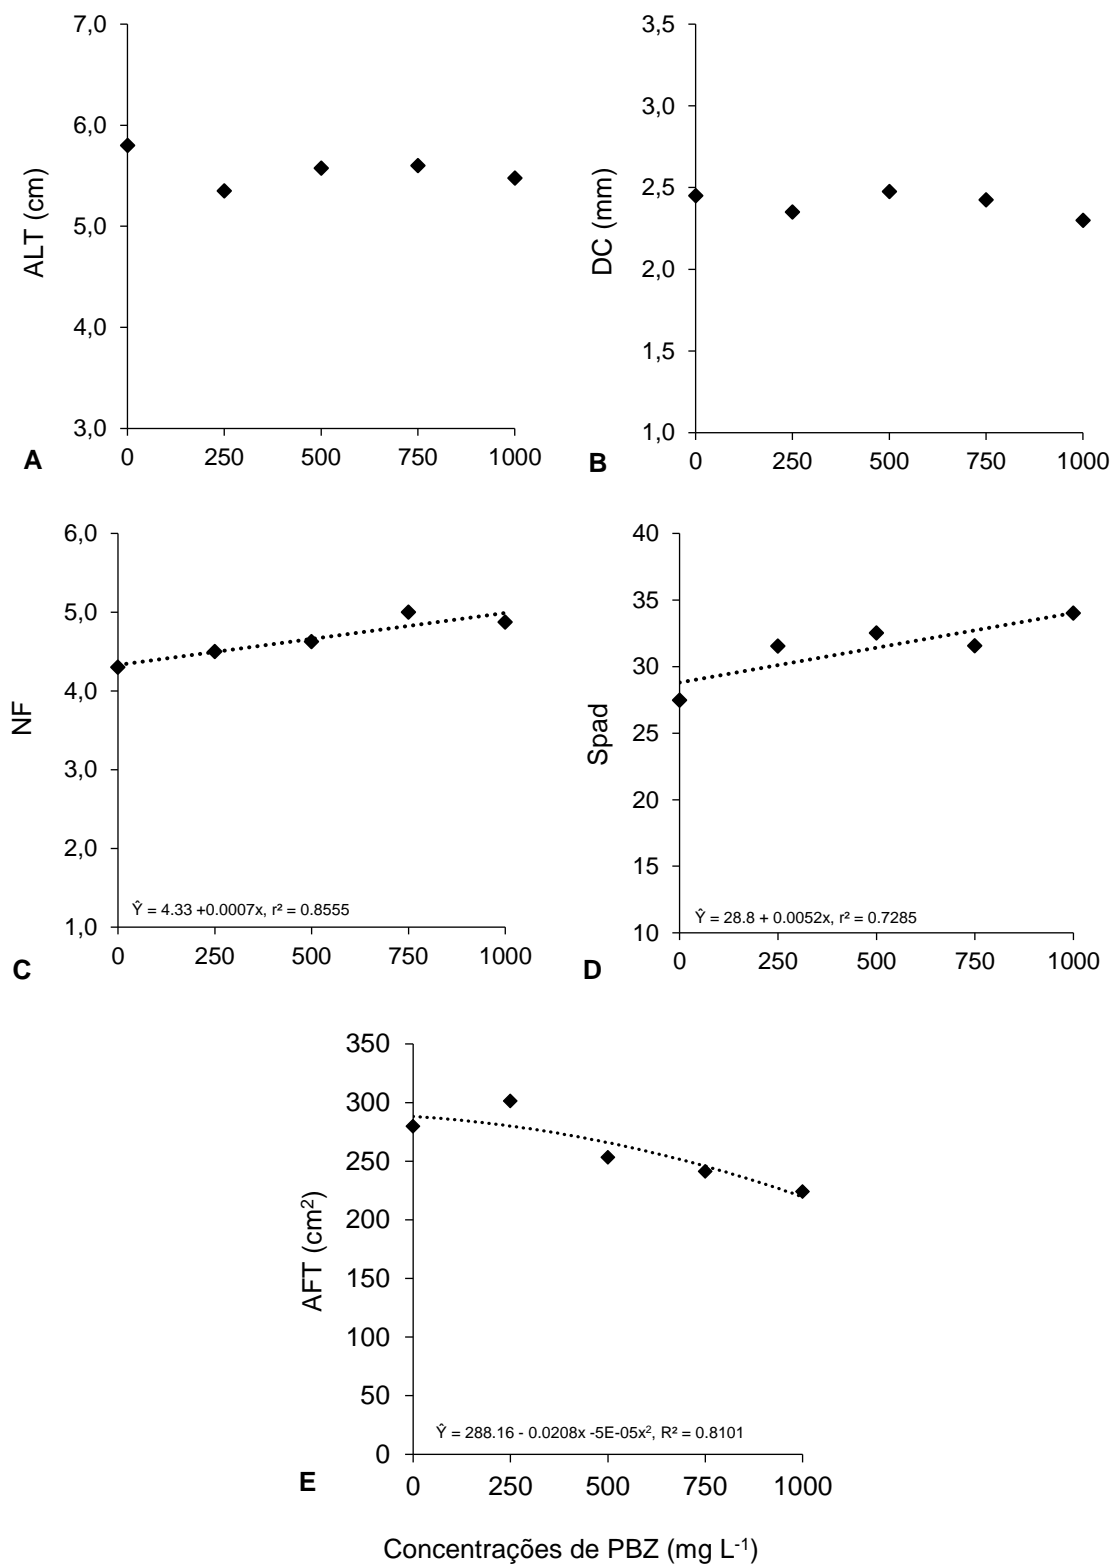 7,0
6,0
5,0
4,0
3,0
ALT (cm)
A
0 250 500 750 1000
3,5
3,0
2,5
2,0
1,5
1,0
DC (mm)
B
0 250 500 750 1000
6,0
5,0
4,0
3,0
2,0
1,0
NF
Ŷ = 4.33 +0.0007x, r² = 0.8555
C
0 250 500 750 1000
40
35
30
25
20
15
10
Spad
Ŷ = 28.8 + 0.0052x, r² = 0.7285
D
0 250 500 750 1000
350
300
250
200
150
100
50
0
AFT (cm²)
Ŷ = 288.16 - 0.0208x -5E-05x², R² = 0.8101
E
0 250 500 750 1000
Concentrações de PBZ (mg L⁻¹)